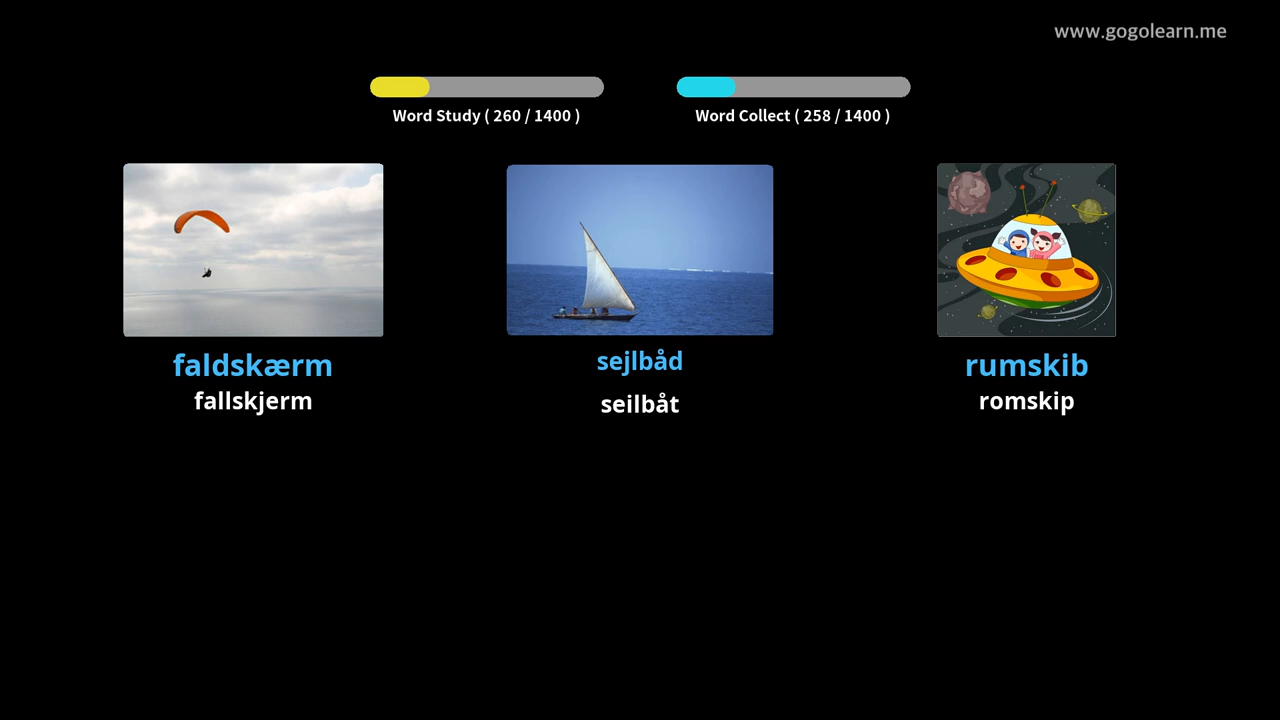 www.gogolearn.me
Word Study ( 260 / 1400 )
Word Collect ( 258 / 1400 )
faldskærm
fallskjerm
sejlbåd
seilbåt
rumskib
romskip